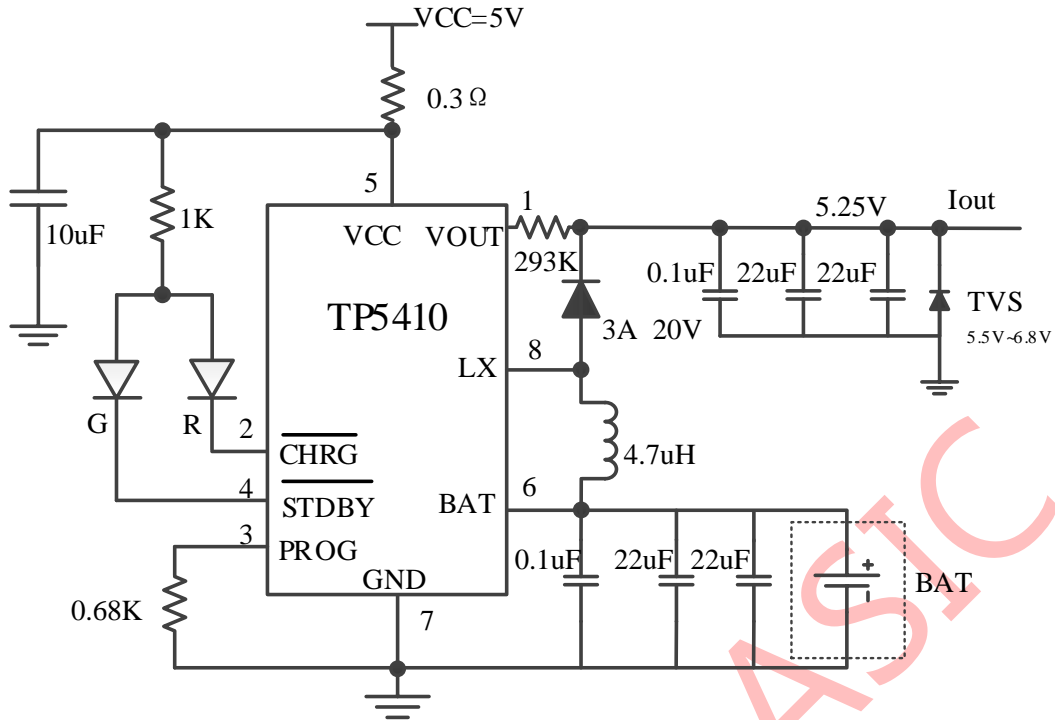 VCC=5V
0.3Ω
5
1
5.25V
Iout
10uF
1K
VCC
VOUT
293K
0.1uF
22uF
22uF
TP5410
3A 20V
TVS
5.5V~6.8V
8
LX
G
R
2
CHRG
4.7uH
4
STDBY
6
BAT
3
PROG
0.1uF
22uF
22uF
+
BAT
GND
0.68K
7
ASIC